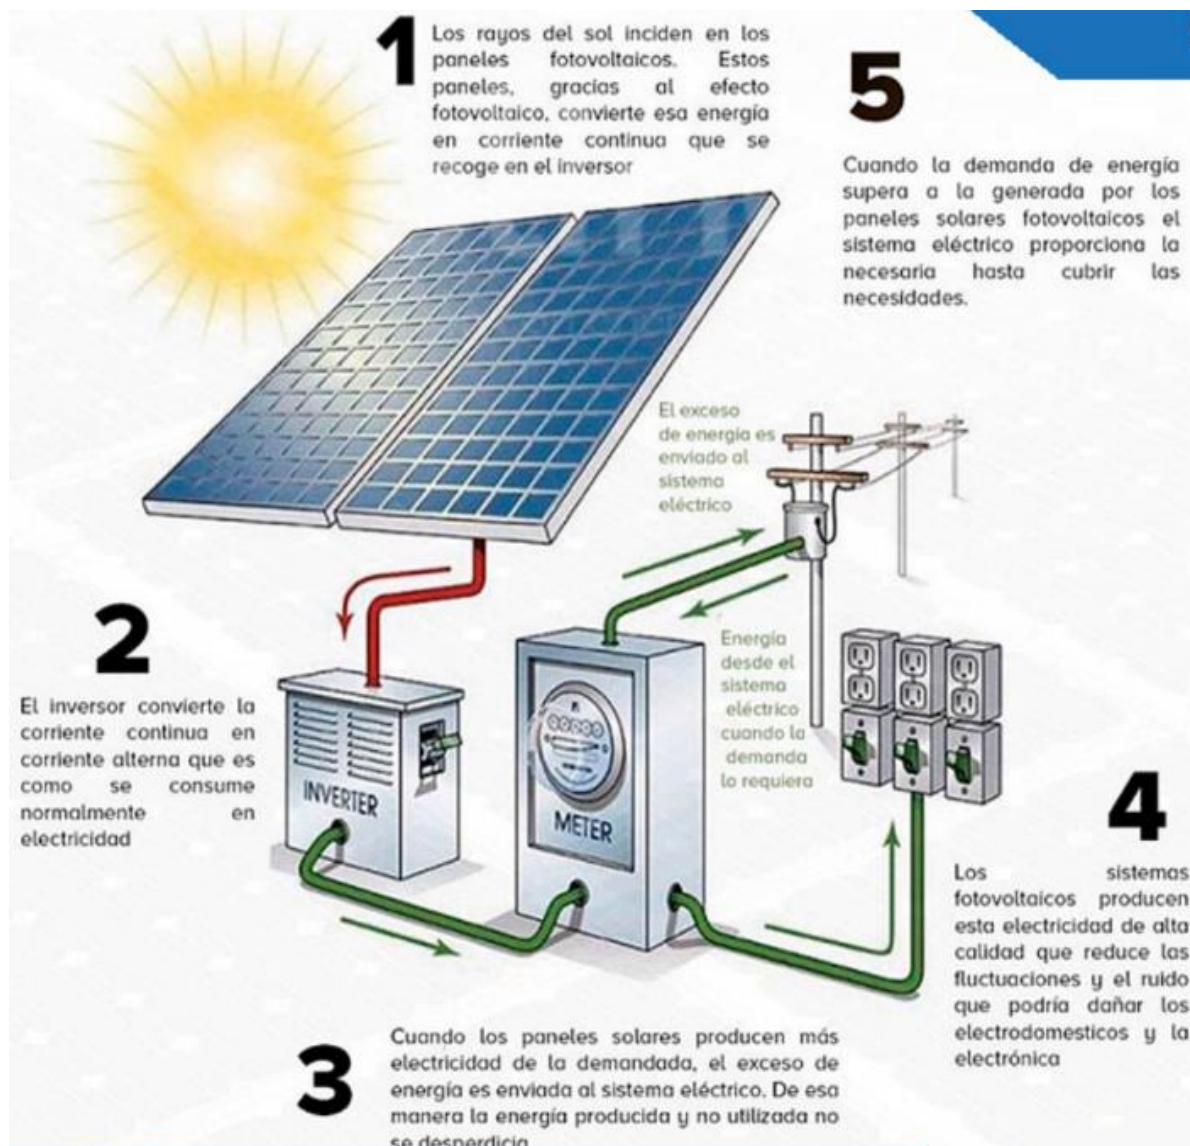 1
Los rayos del sol inciden en los
paneles fotovoltaicos. Estos
paneles, gracias al efecto
fotovoltaico, convierte esa energía
en corriente continua que se
recoge en el inversor
5
Cuando la demanda de energía
supera a la generada por los
paneles solares fotovoltaicos el
sistema eléctrico proporciona la
necesaria hasta cubrir las
necesidades.
El exceso
de energía es
enviado al
sistema
eléctrico
2
El inversor convierte la
corriente continua en
corriente alterna que es
como se consume
normalmente en
electricidad
Energía
desde el
sistema
eléctrico
cuando la
demanda
lo requiera
INVERTER
METER
4
Los sistemas
fotovoltaicos producen
esta electricidad de alta
calidad que reduce las
fluctuaciones y el ruido
que podría dañar los
electrodomesticos y la
electrónica
3
Cuando los paneles solares producen más
electricidad de la demandada, el exceso de
energía es enviada al sistema eléctrico. De esa
manera la energía producida y no utilizada no
se desperdicia